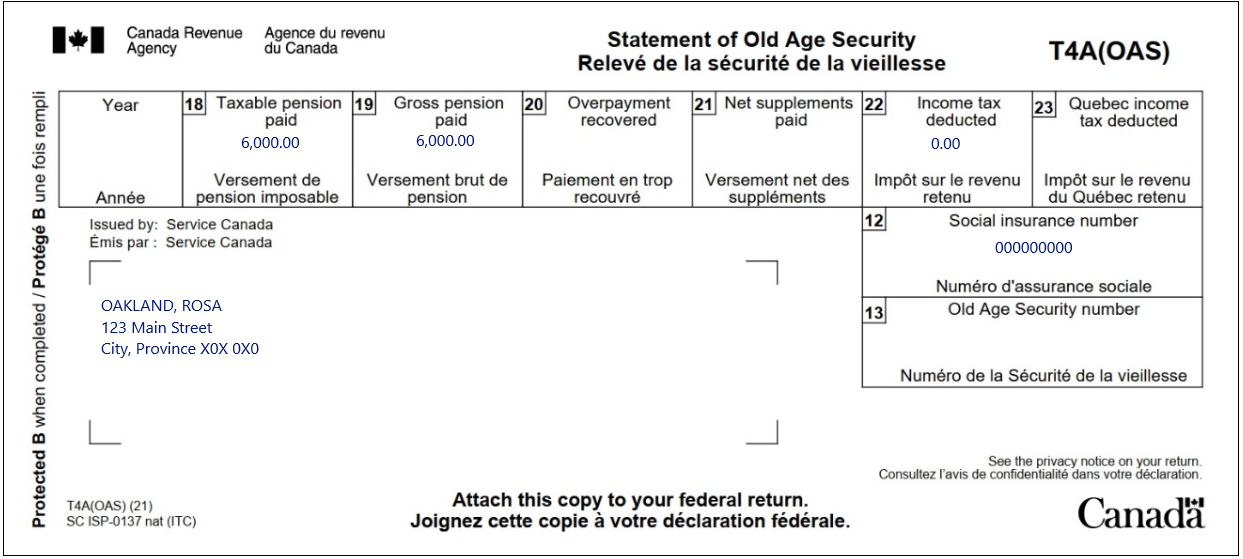 Canada Revenue Agency
Agence du revenu du Canada
Statement of Old Age Security
Relevé de la sécurité de la vieillesse
T4A(OAS)
Protected B when completed / Protégé B une fois rempli
Year
Année
18 Taxable pension paid
6,000.00
Versement de pension imposable
19 Gross pension paid
6,000.00
Versement brut de pension
20 Overpayment recovered
Paiement en trop recouvré
21 Net supplements paid
Versement net des suppléments
22 Income tax deducted
0.00
Impôt sur le revenu retenu
23 Quebec income tax deducted
Impôt sur le revenu du Québec retenu
Issued by: Service Canada
Émis par : Service Canada
12 Social insurance number
000000000
Numéro d'assurance sociale
13 Old Age Security number
Numéro de la Sécurité de la vieillesse
OAKLAND, ROSA
123 Main Street
City, Province X0X 0X0
See the privacy notice on your return.
Consultez l'avis de confidentialité dans votre déclaration.
T4A(OAS) (21)
SC ISP-0137 nat (ITC)
Attach this copy to your federal return.
Joignez cette copie à votre déclaration fédérale.
Canada